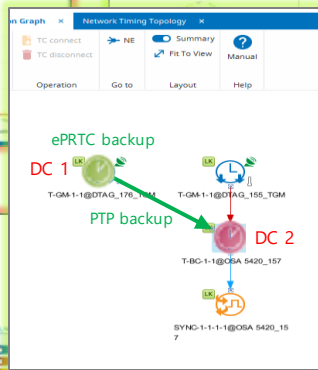 on Graph × Network Timing Topology ×
TC connect
TC disconnect
NE
Summary
Fit To View
Manual
Operation Go to Layout Help
ePRTC backup
DC 1
LK
LK
T-GM-1-1@DTAG_176_TGM
T-GM-1-1@DTAG_155_TGM
PTP backup
LK
DC 2
T-BC-1-1@OSA 5420_157
LK
SYNC-1-1-1-1@OSA 5420_15
7